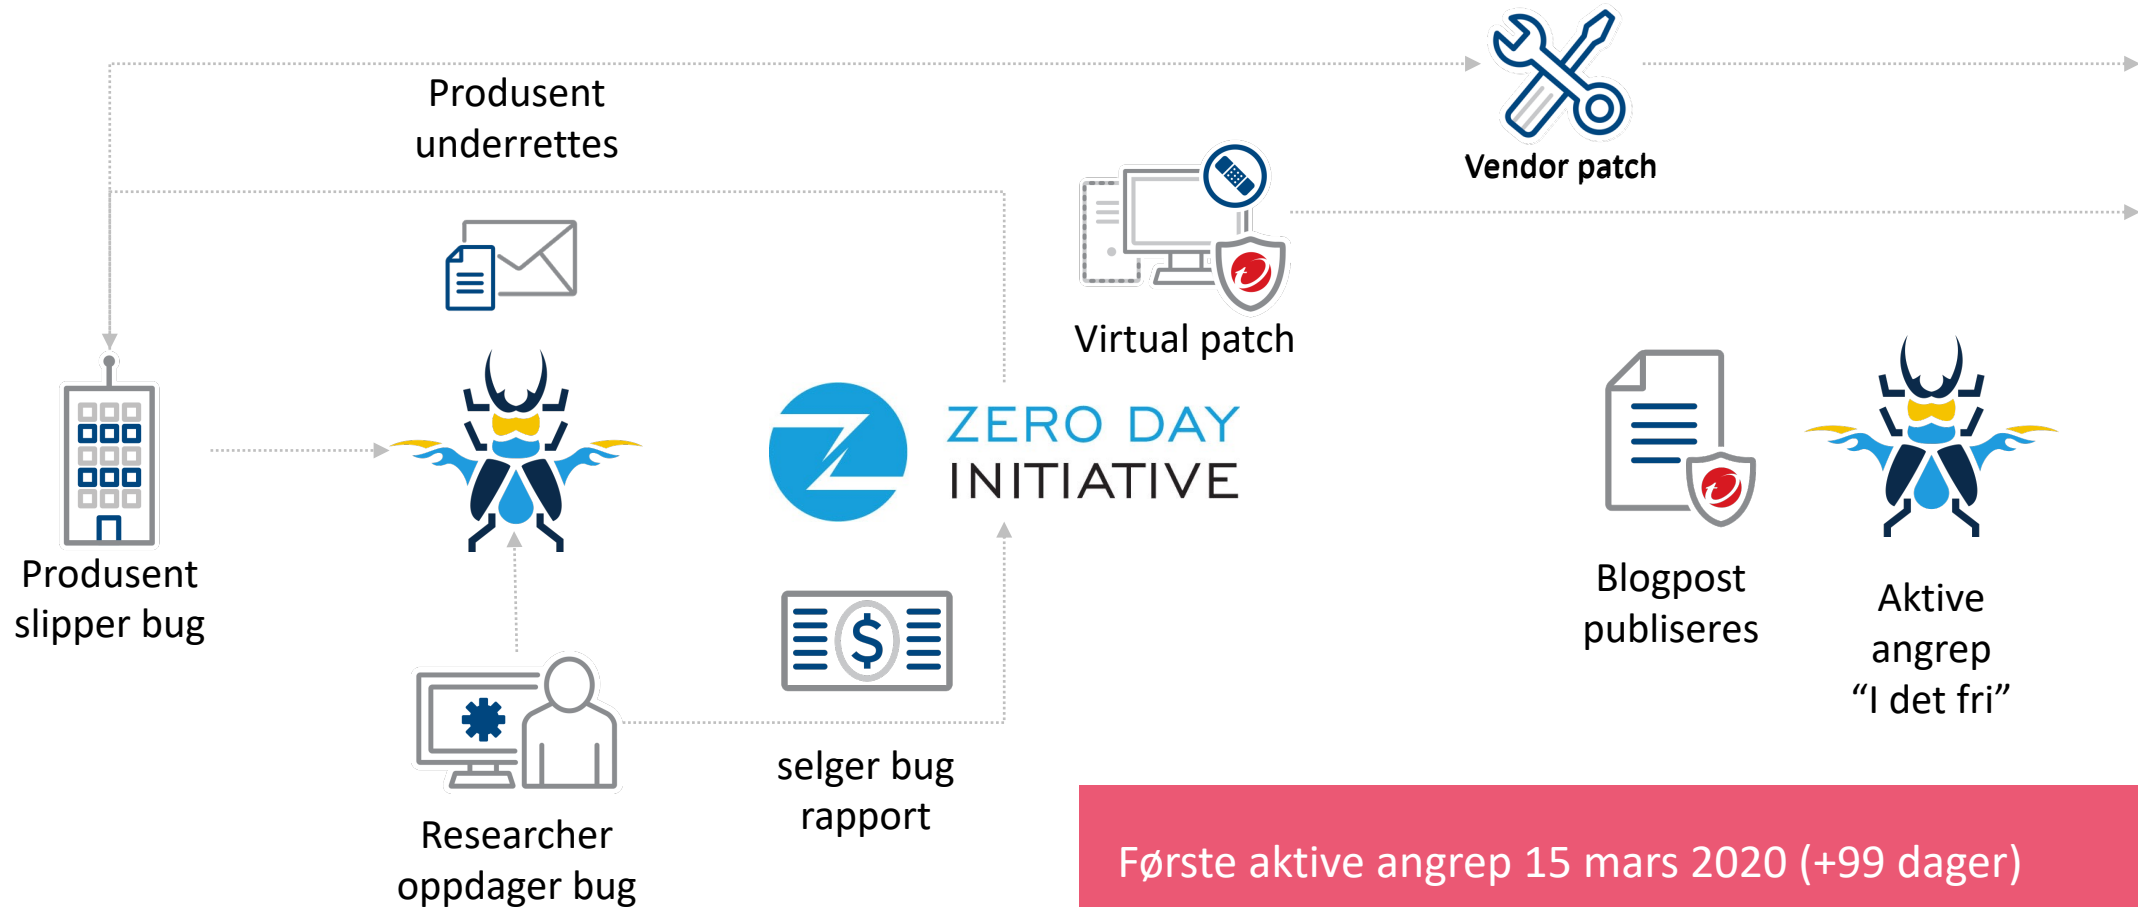 Produsent
underrettes
Vendor patch
Virtual patch
ZERO DAY
INITIATIVE
Produsent
slipper bug
$
Blogpost
publiseres
Aktive
angrep
“I det fri”
selger bug
rapport
Researcher
oppdager bug
Første aktive angrep 15 mars 2020 (+99 dager)